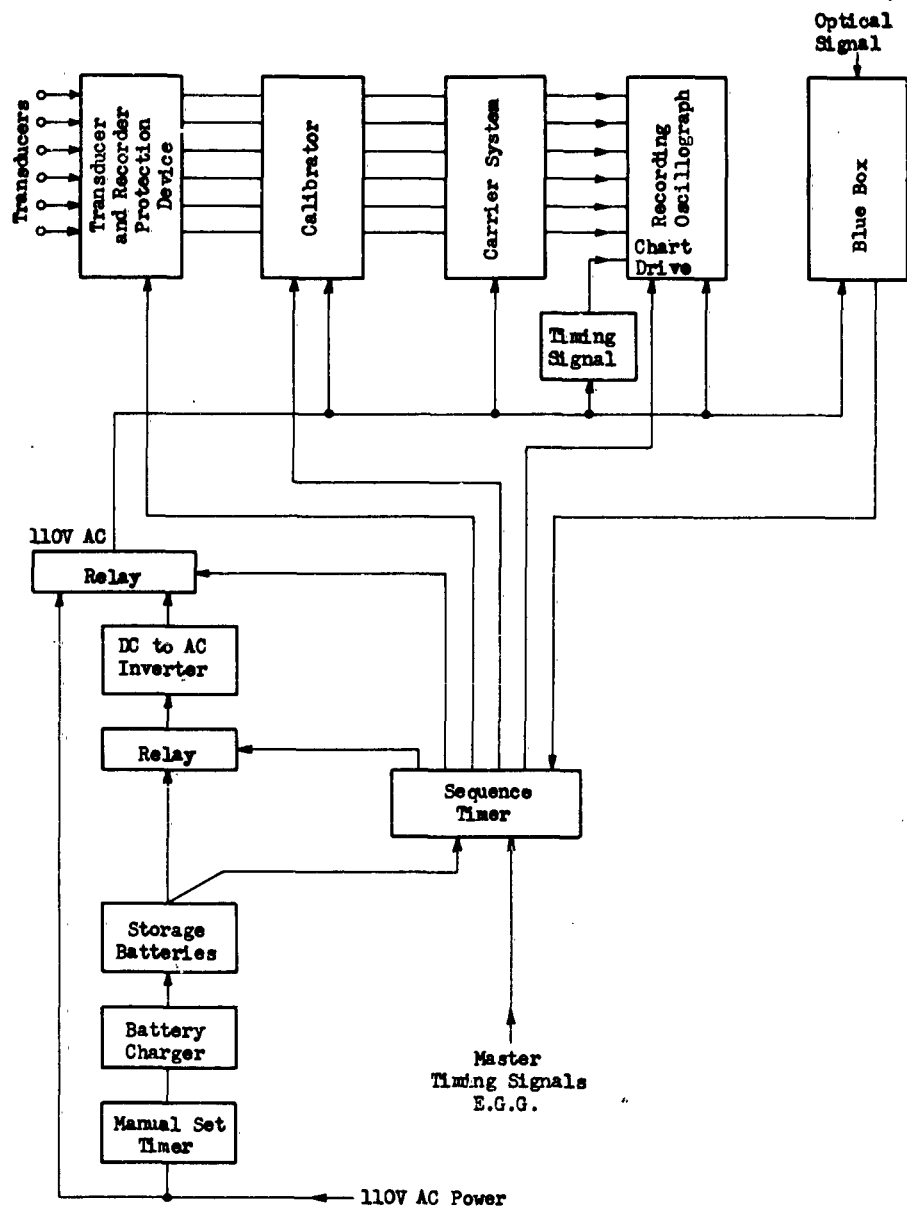 Optical
Signal
Transducers
Transducer
and Recorder
Protection
Device
Calibrator
Carrier System
Recording
Oscillograph
Chart
Drive
Blue Box
Timing
Signal
110V AC
Relay
DC to AC
Inverter
Relay
Sequence
Timer
Storage
Batteries
Battery
Charger
Master
Timing Signals
E.G.G.
Manual Set
Timer
110V AC Power